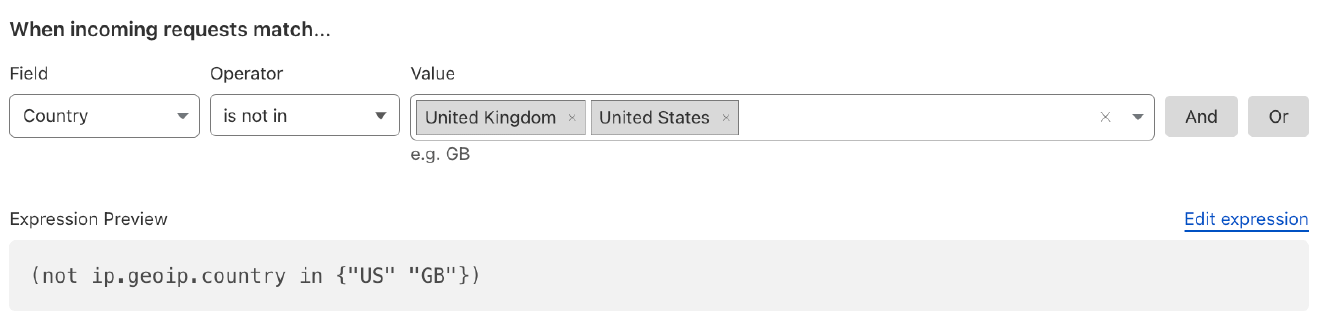 When incoming requests match...
Field Operator Value
Country is not in United Kingdom × United States × × And Or
e.g. GB
Expression Preview Edit expression
(not ip.geoip.country in {"US" "GB"})